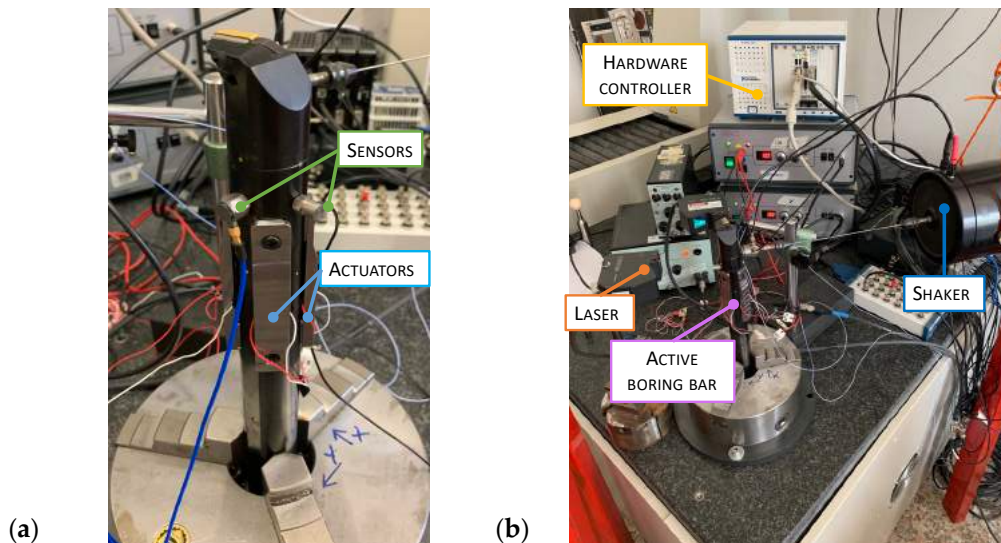 SENSORS
ACTUATORS
X
Y
(a)
HARDWARE
CONTROLLER
LASER
SHAKER
ACTIVE
BORING BAR
(b)